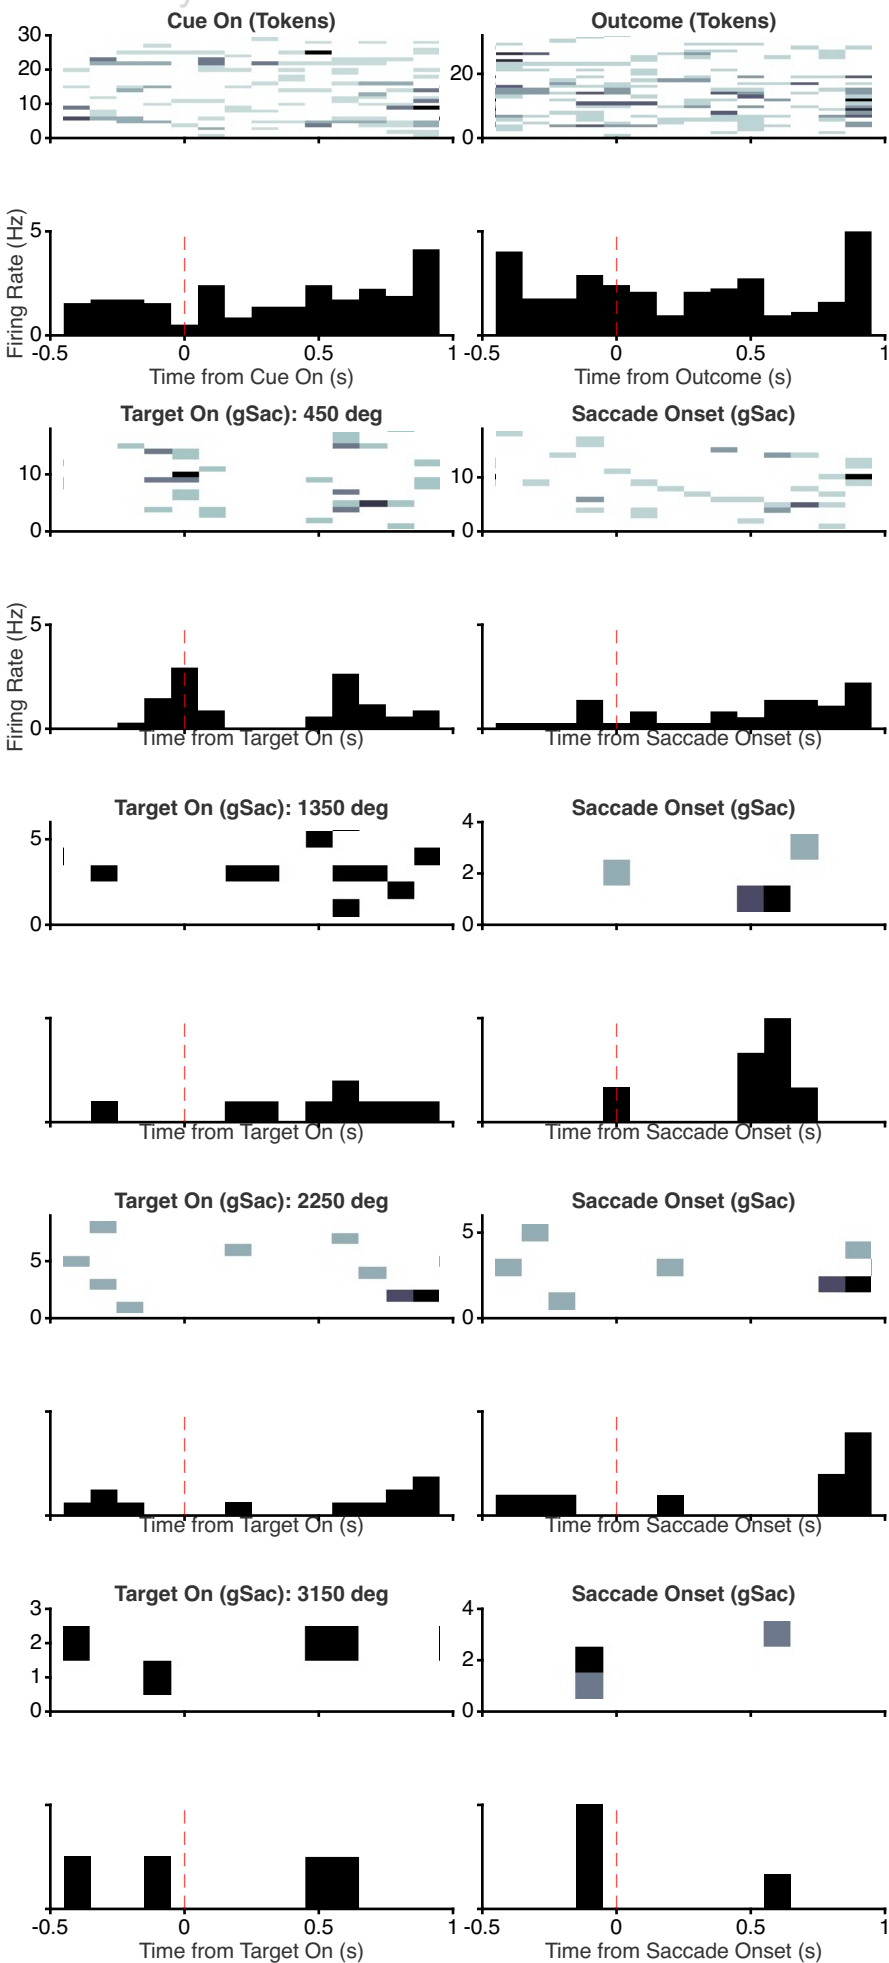 Cue On (Tokens)
Outcome (Tokens)
30
20
10
0
20
0
Firing Rate (Hz)
5
0
-0.5
0
0.5
1
-0.5
0
0.5
1
Time from Cue On (s)
Time from Outcome (s)
Target On (gSac): 450 deg
Saccade Onset (gSac)
10
0
10
0
Firing Rate (Hz)
5
0
Time from Target On (s)
Time from Saccade Onset (s)
Target On (gSac): 1350 deg
Saccade Onset (gSac)
5
0
4
2
0
Time from Target On (s)
Time from Saccade Onset (s)
Target On (gSac): 2250 deg
Saccade Onset (gSac)
5
0
5
0
Time from Target On (s)
Time from Saccade Onset (s)
Target On (gSac): 3150 deg
Saccade Onset (gSac)
3
2
1
0
4
2
0
-0.5
0
0.5
1
-0.5
0
0.5
1
Time from Target On (s)
Time from Saccade Onset (s)